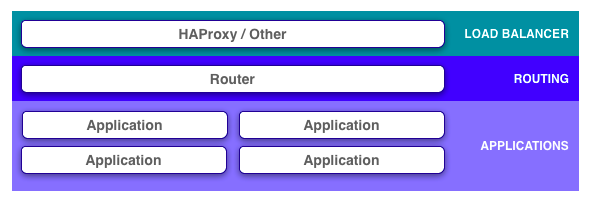 HAProxy / Other
LOAD BALANCER
Router
ROUTING
Application
Application
Application
Application
APPLICATIONS